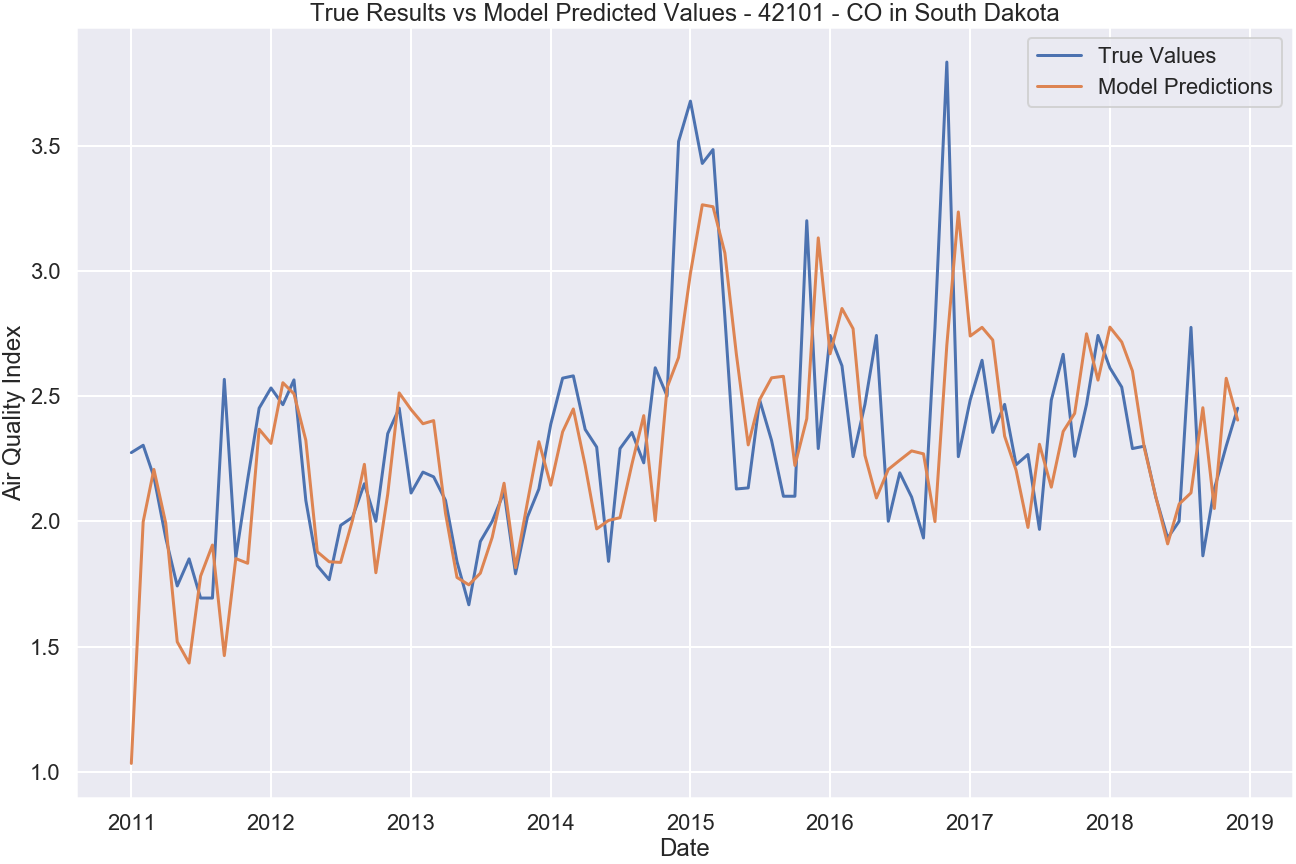 True Results vs Model Predicted Values - 42101 - CO in South Dakota
True Values
Model Predictions
Air Quality Index
3.5
3.0
2.5
2.0
1.5
1.0
2011 2012 2013 2014 2015 2016 2017 2018 2019
Date